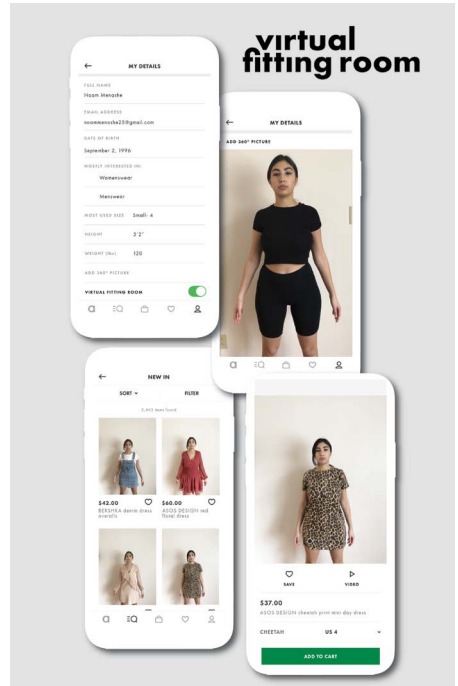 virtual
fitting room
MY DETAILS
FULL NAME
Noam Menashe
EMAIL ADDRESS
noommenashe25@gmail.com
DATE OF BIRTH
September 2, 1996
MOSTLY INTERESTED IN:
Womenswear
Menswear
MOST USED SIZE Small- 4
HEIGHT 5'2"
WEIGHT (lbs) 120
ADD 360° PICTURE
VIRTUAL FITTING ROOM
MY DETAILS
ADD 360° PICTURE
NEW IN
SORT FILTER
items found
$42.00 $60.00
BERSHKA denim dress ASOS DESIGN red
overalls floral dress
SAVE VIDEO
$37.00
ASOS DESIGN cheetah print mini day dress
CHEETAH US 4
ADD TO CART